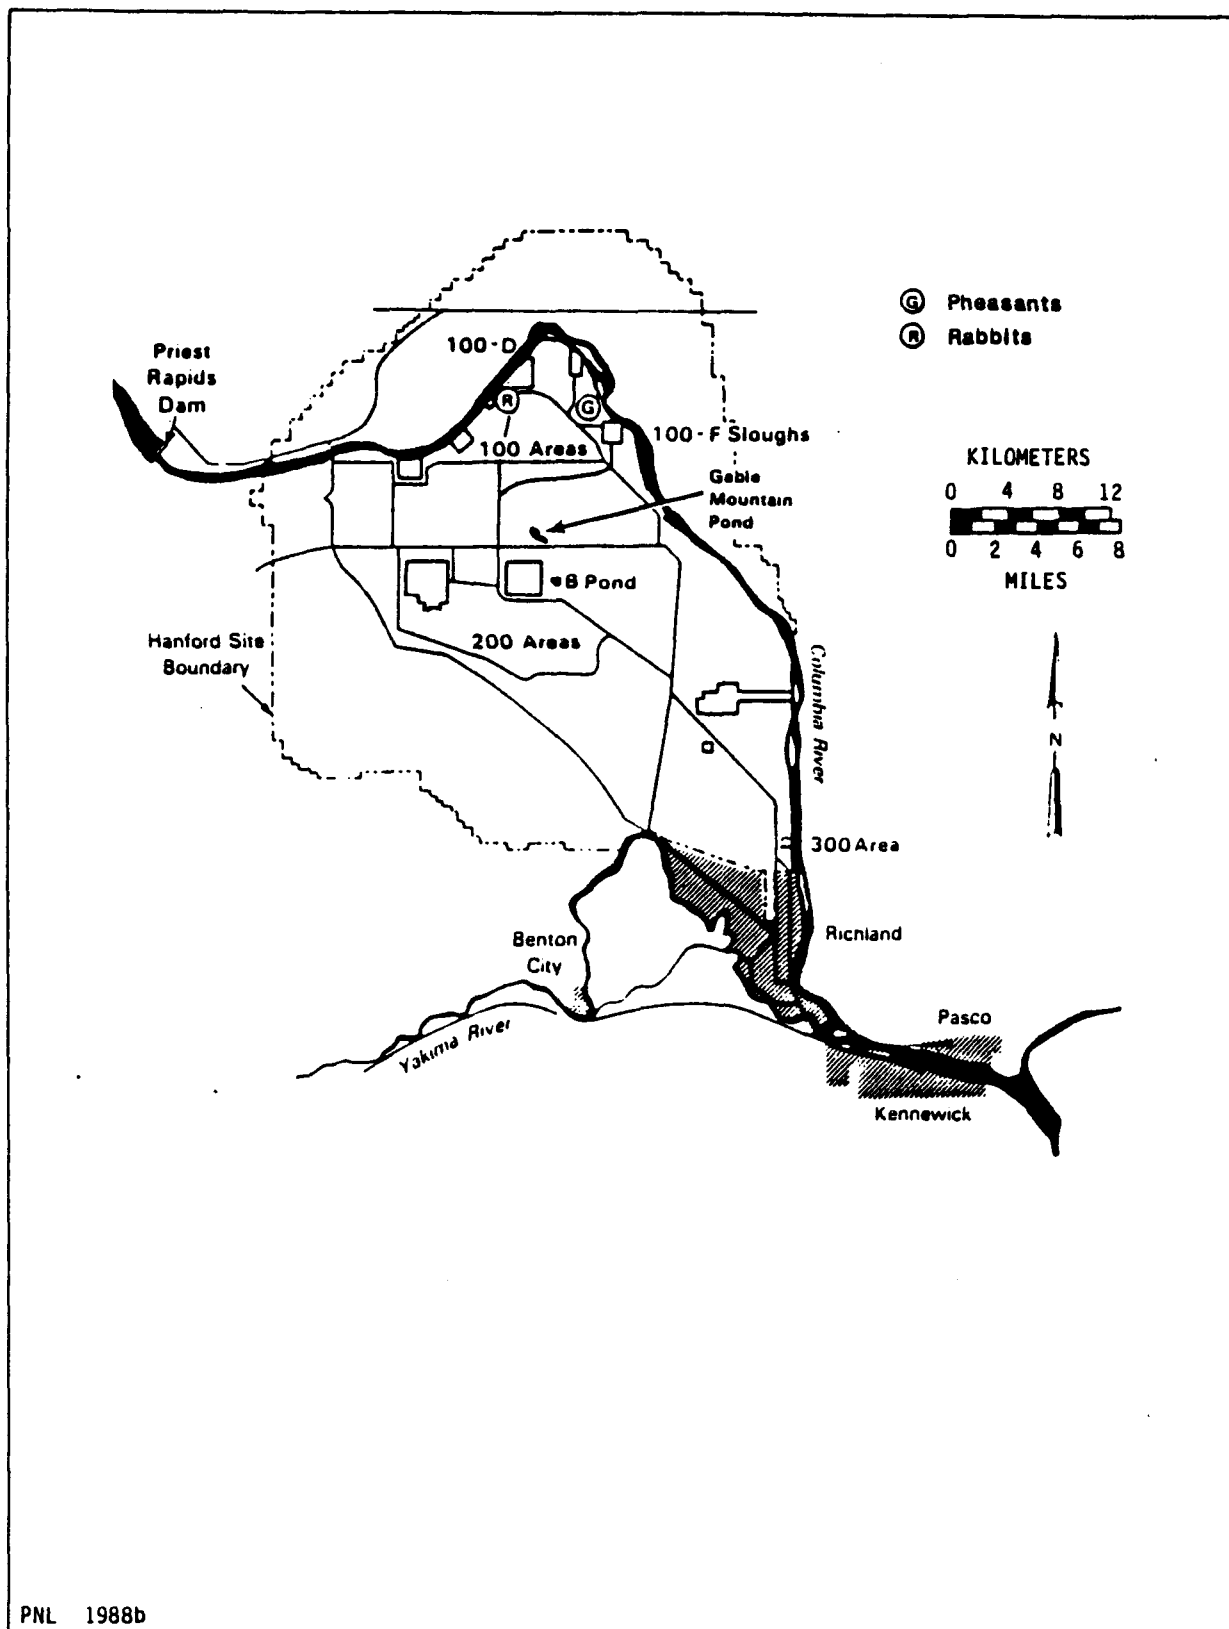 G Pheasants
R Rabbits
100-D
Priest
Rapids
Dam
R
G
100-F Sloughs
100 Areas
Gable
Mountain
Pond
KILOMETERS
0 4 8 12
0 2 4 6 8
MILES
B Pond
Hanford Site
Boundary
200 Areas
Columbia River
N
300 Area
Richland
Benton
City
Yakima River
Pasco
Kennewick
PNL 1988b